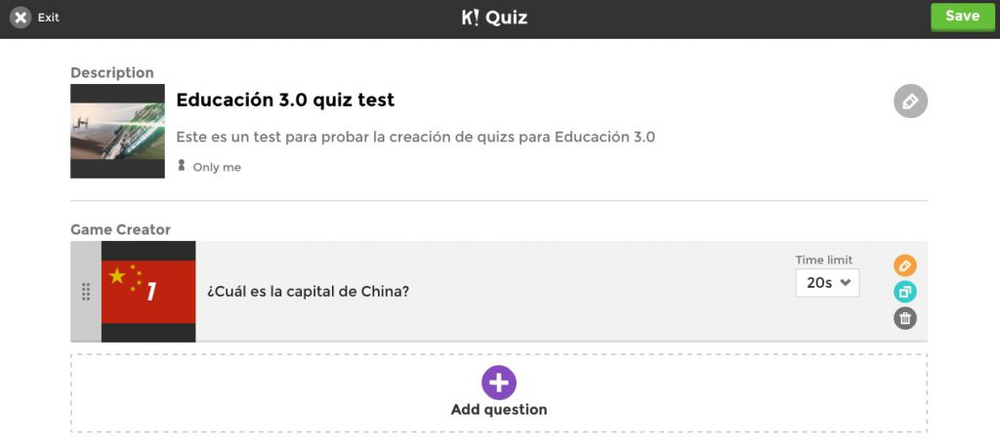 Exit
K! Quiz
Save
Description
Educación 3.0 quiz test
Este es un test para probar la creación de quizs para Educación 3.0
Only me
Game Creator
1
¿Cuál es la capital de China?
Time limit
20s
Add question